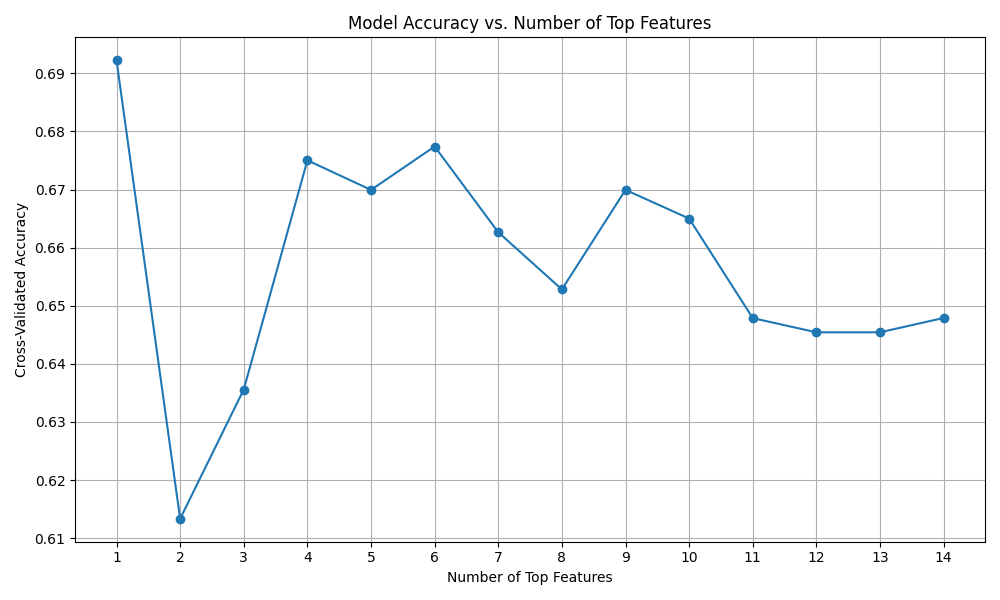 Model Accuracy vs. Number of Top Features
Cross-Validated Accuracy
0.69
0.68
0.67
0.66
0.65
0.64
0.63
0.62
0.61
1 2 3 4 5 6 7 8 9 10 11 12 13 14
Number of Top Features